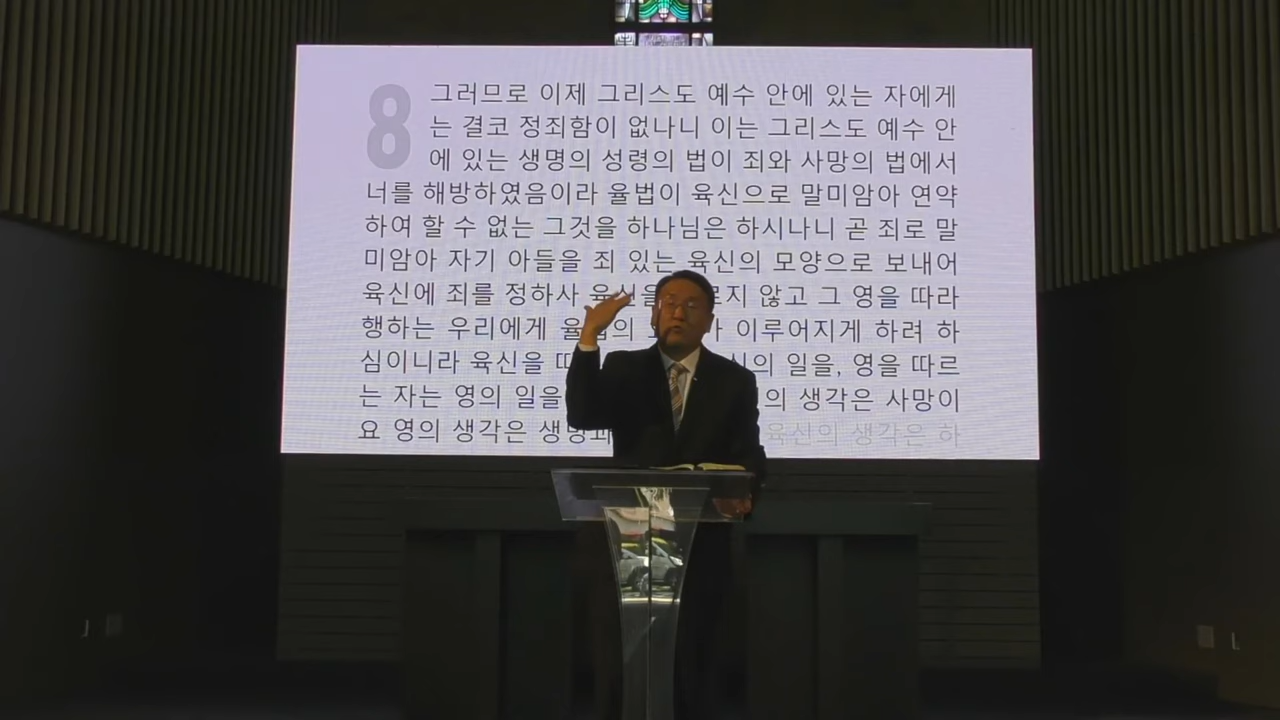 8 그러므로 이제 그리스도 예수 안에 있는 자에게
는 결코 정죄함이 없나니 이는 그리스도 예수 안
에 있는 생명의 성령의 법이 죄와 사망의 법에서
너를 해방하였음이라 율법이 육신으로 말미암아 연약
하여 할 수 없는 그것을 하나님은 하시나니 곧 죄로 말
미암아 자기 아들을 죄 있는 육신의 모양으로 보내어
육신에 죄를 정하사 않고 그 영을 따라
행하는 우리에게 이루어지게 하려 하
심이니라 육신을 일을, 영을 따르
는 자는 영의 일을 생각은 사망이
요 영의 생각은 육신의 생각은 하